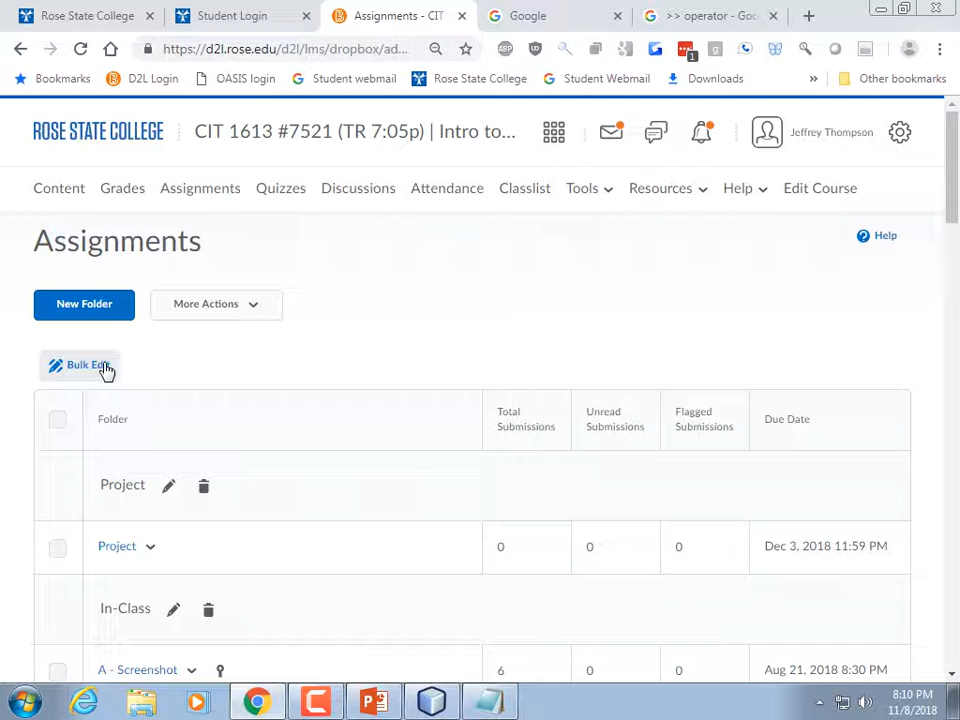 Rose State College
Student Login
Assignments - CIT
Google
>> operator - Goo
https://d2l.rose.edu/d2l/lms/dropbox/ad...
ABP
1
Bookmarks
D2L Login
OASIS login
Student webmail
Rose State College
Student Webmail
Downloads
»
Other bookmarks
ROSE STATE COLLEGE
CIT 1613 #7521 (TR 7:05p) | Intro to...
Jeffrey Thompson
Content
Grades
Assignments
Quizzes
Discussions
Attendance
Classlist
Tools
Resources
Help
Edit Course
Assignments
Help
New Folder
More Actions
Bulk Edit
Folder
Total Submissions
Unread Submissions
Flagged Submissions
Due Date
Project
Project
0
0
0
Dec 3, 2018 11:59 PM
In-Class
A - Screenshot
6
0
0
Aug 21, 2018 8:30 PM
8:10 PM
11/8/2018